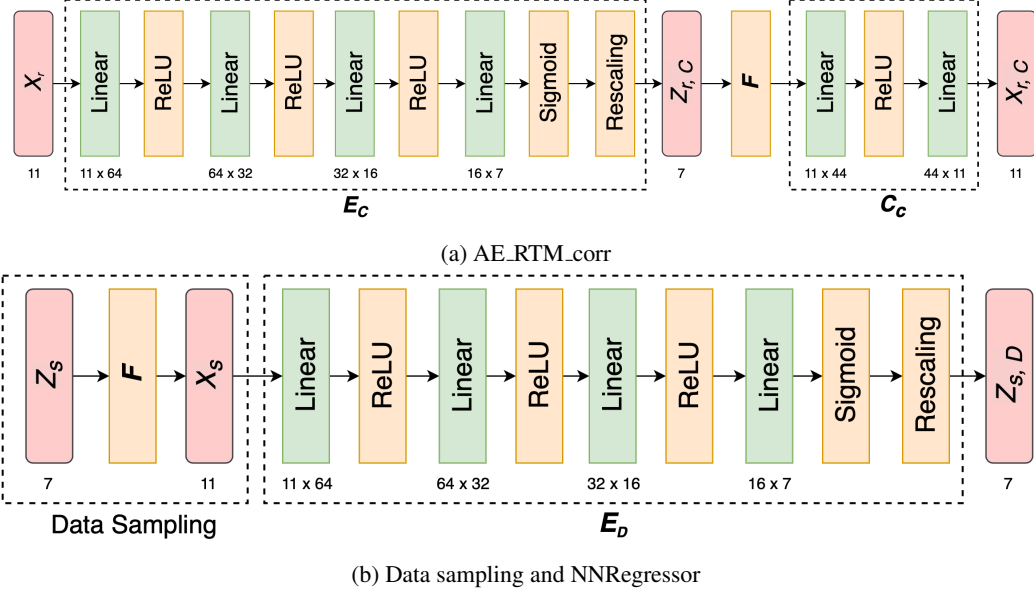 X_r Linear ReLU Linear ReLU Linear ReLU Linear Sigmoid Rescaling Z_{r, C} F Linear ReLU Linear X_{r, C}
11 11 x 64 64 x 32 32 x 16 16 x 7 7 11 x 44 44 x 11 11
E_C C_c
(a) AE_RTM_corr
Z_s F X_s Linear ReLU Linear ReLU Linear ReLU Linear Sigmoid Rescaling Z_{s, D}
7 11 11 x 64 64 x 32 32 x 16 16 x 7 7
Data Sampling E_D
(b) Data sampling and NNRegressor